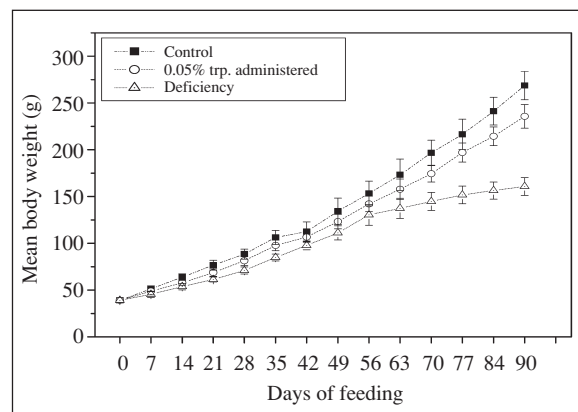 300
250
200
150
100
50
0
Mean body weight (g)
Control
0.05% trp. administered
Deficiency
0 7 14 21 28 35 42 49 56 63 70 77 84 90
Days of feeding